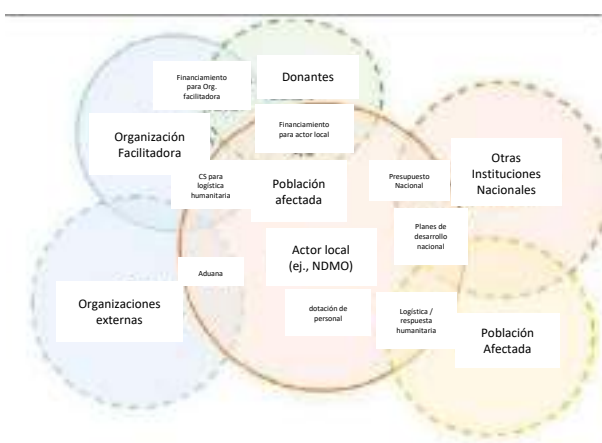 Financiamiento
para Org.
facilitadora
Donantes
Financiamiento
para actor local
Organización
Facilitadora
Otras
Instituciones
Nacionales
CS para
logística
humanitaria
Población
afectada
Presupuesto
Nacional
Planes de
desarrollo
nacional
Actor local
(ej., NDMO)
Aduana
Organizaciones
externas
dotación de
personal
Logística /
respuesta
humanitaria
Población
Afectada